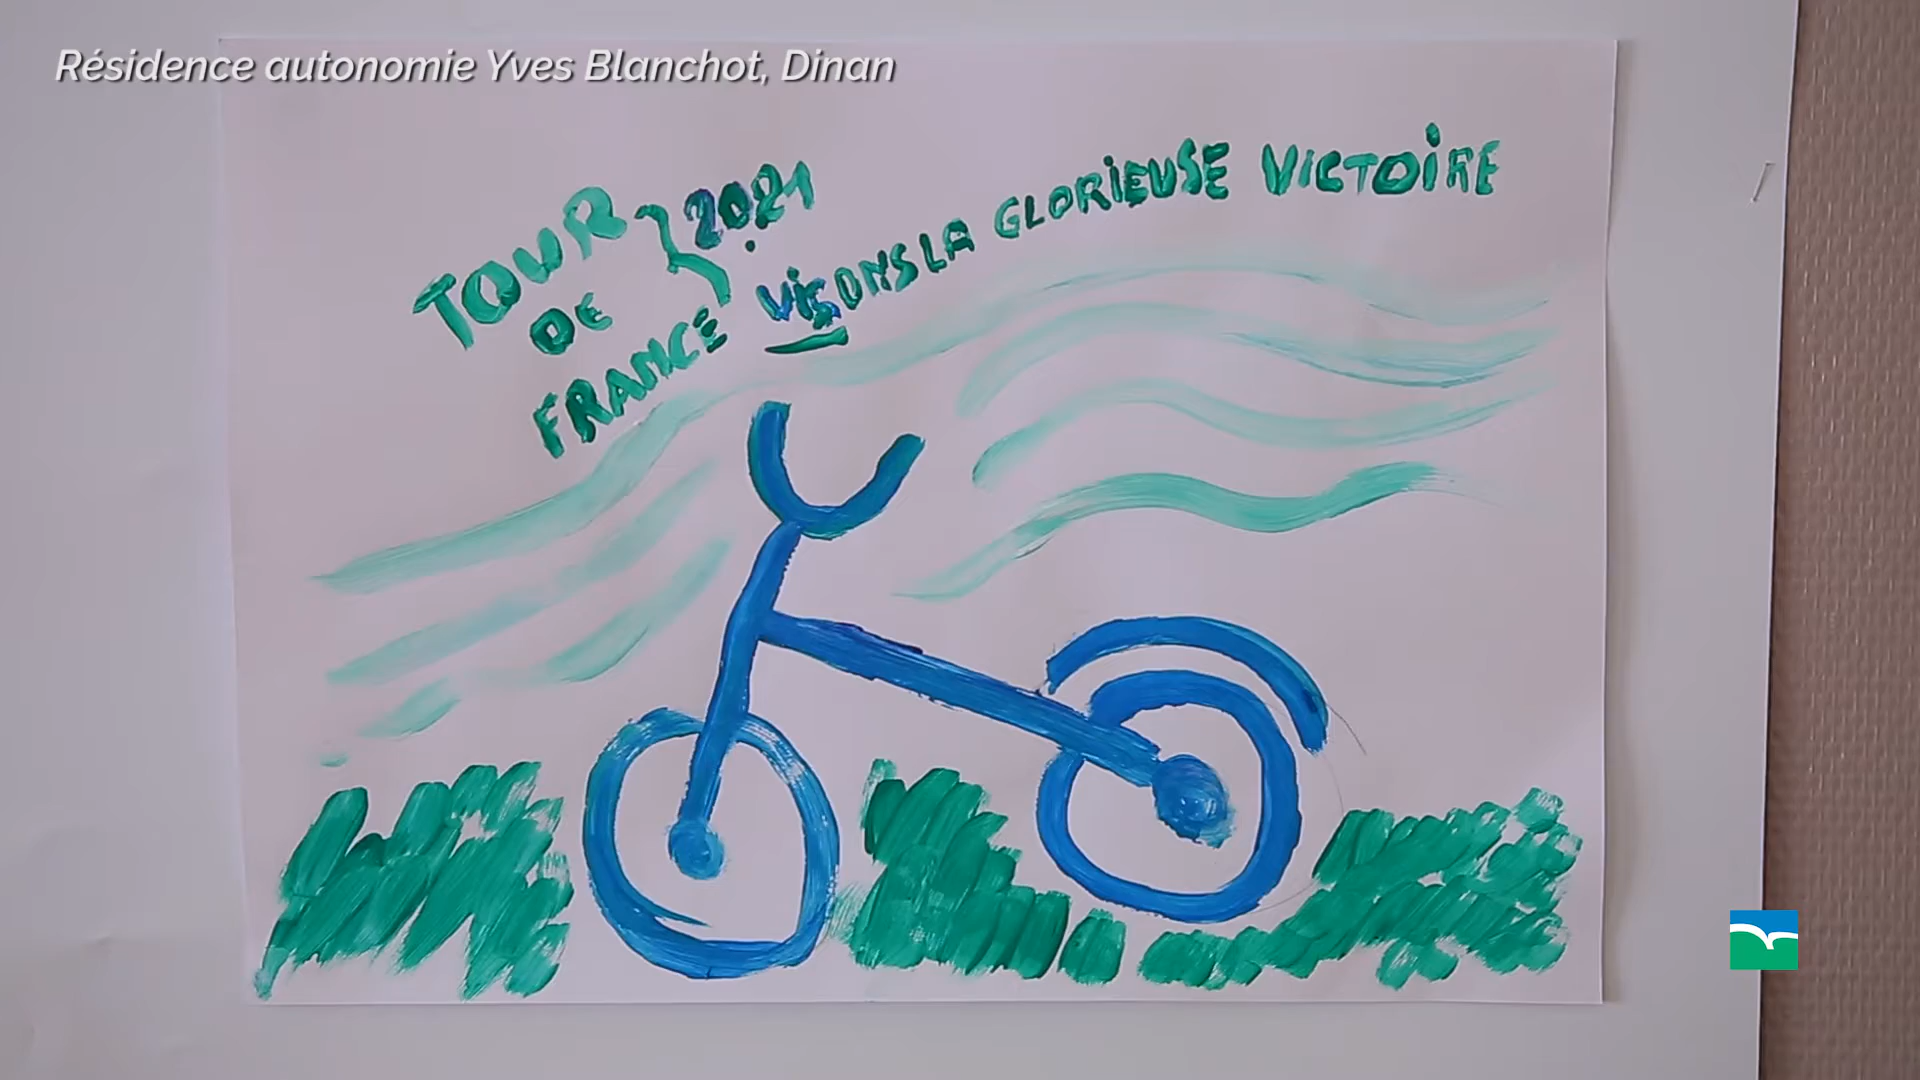 Résidence autonomie Yves Blanchot, Dinan
TOUR
DE
FRANCE
2021
VISONS LA GLORIEUSE VICTOIRE